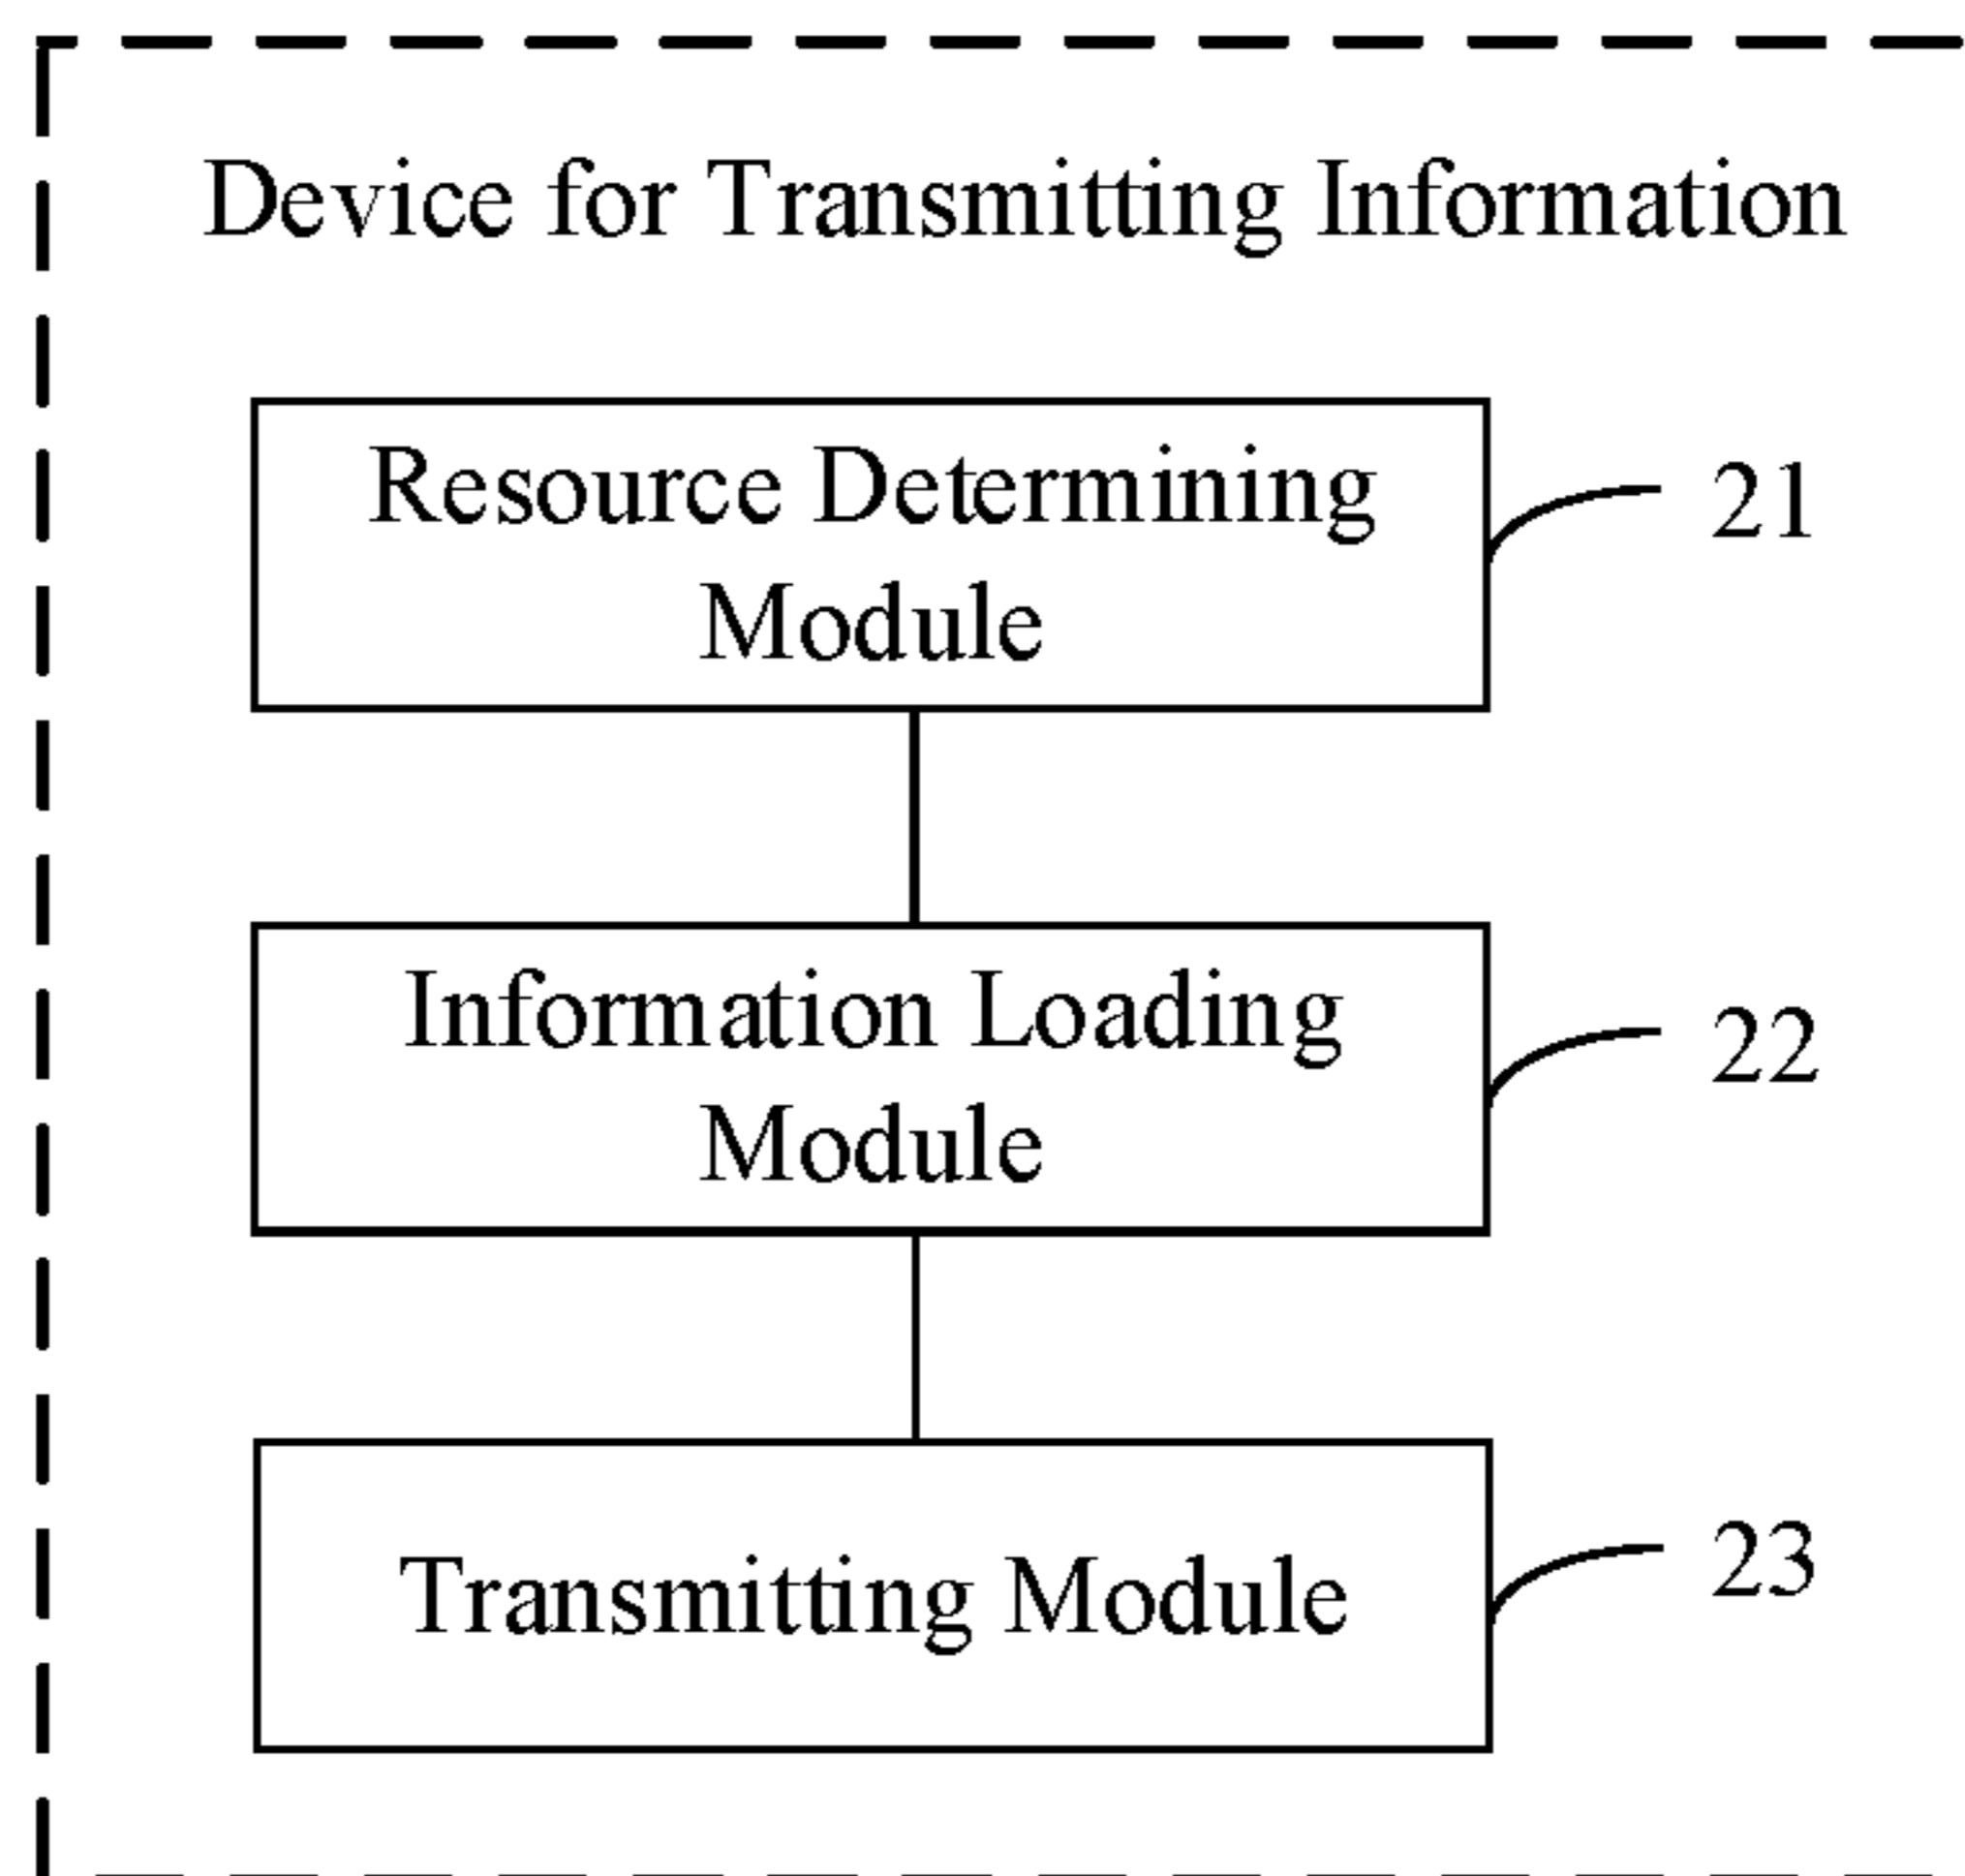 Device for Transmitting Information
Resource Determining
Module
21
Information Loading
Module
22
Transmitting Module
23